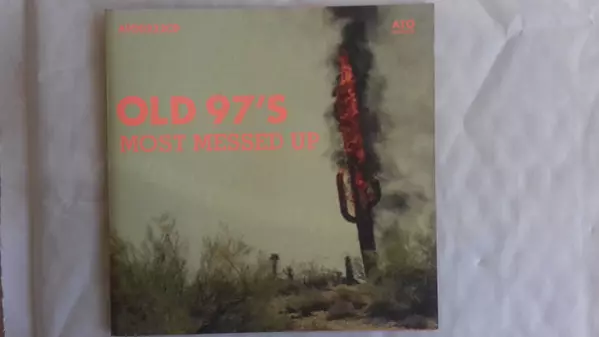 ATO
OLD 97'S
MOST MESSED UP